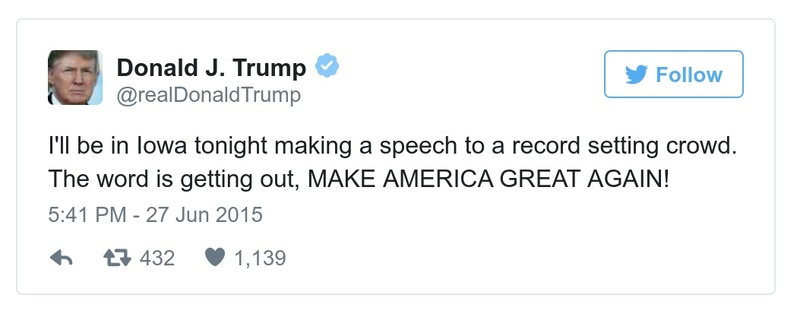 Donald J. Trump
@realDonaldTrump
Follow
I'll be in Iowa tonight making a speech to a record setting crowd.
The word is getting out, MAKE AMERICA GREAT AGAIN!
5:41 PM - 27 Jun 2015
432 1,139